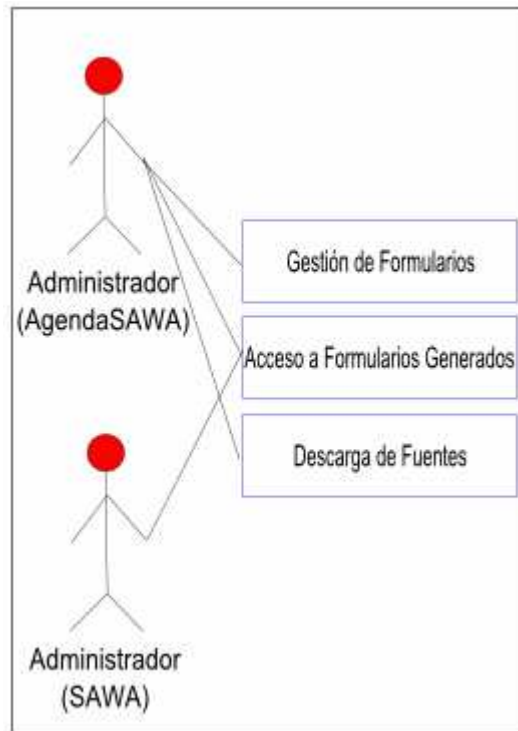 Gestión de Formularios
Administrador
(AgendaSAWA)
Acceso a Formularios Generados
Descarga de Fuentes
Administrador
(SAWA)